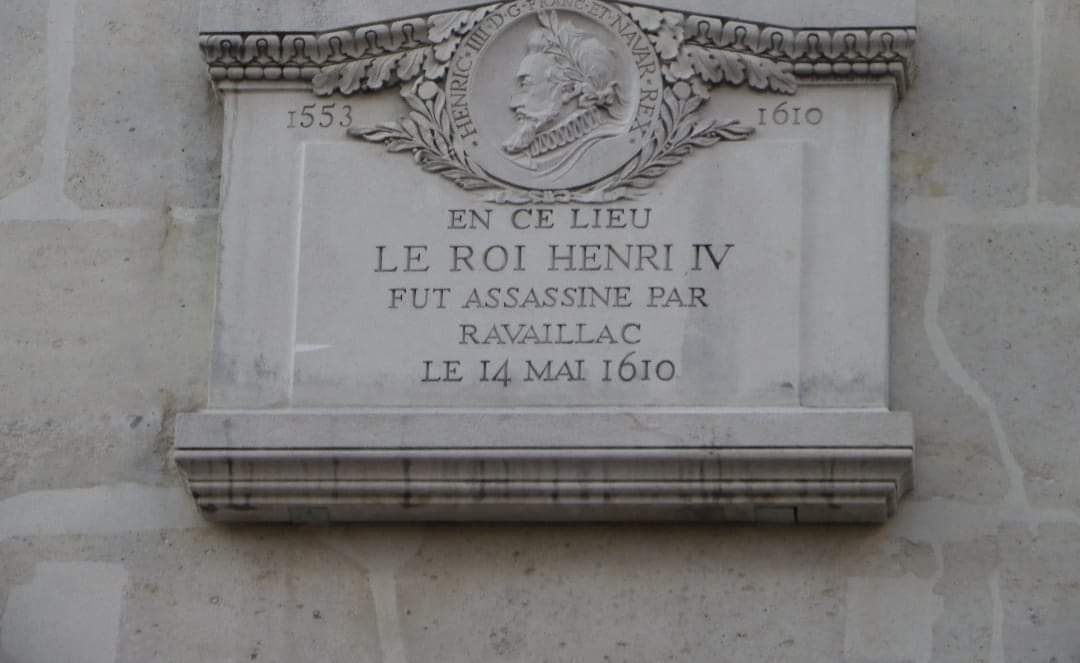 HENRIC·IIII·D·G·FRANC·ET·NAVAR·REX·
1553
1610
EN CE LIEU
LE ROI HENRI IV
FUT ASSASSINE PAR
RAVAILLAC
LE 14 MAI 1610